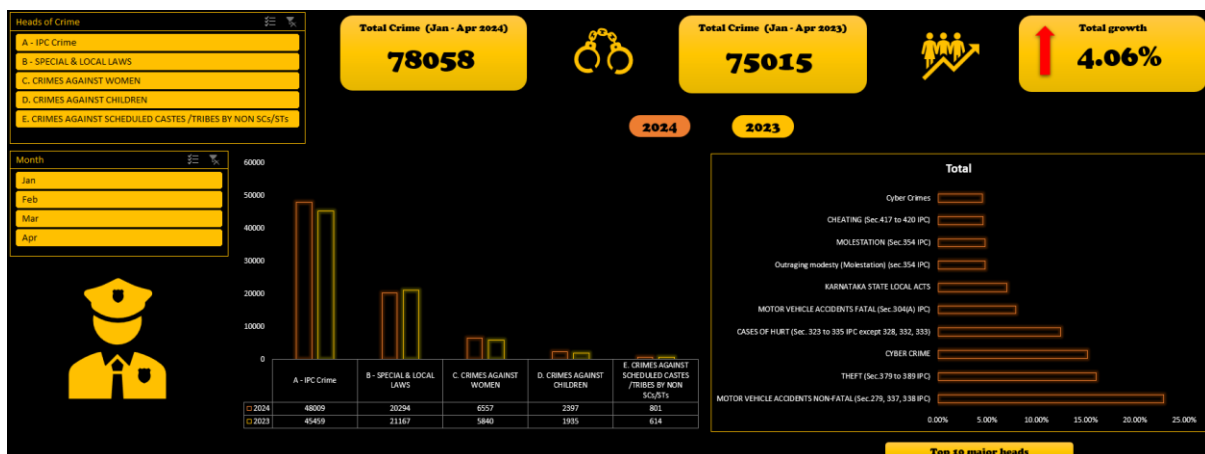 Heads of Crime
A - IPC Crime
B - SPECIAL & LOCAL LAWS
C. CRIMES AGAINST WOMEN
D. CRIMES AGAINST CHILDREN
E. CRIMES AGAINST SCHEDULED CASTES /TRIBES BY NON SCs/STs
Total Crime (Jan - Apr 2024)
78058
Total Crime (Jan - Apr 2023)
75015
Total growth
4.06%
2024
2023
Month
Jan
Feb
Mar
Apr
60000
50000
40000
30000
20000
10000
0
A - IPC Crime
B - SPECIAL & LOCAL
LAWS
C. CRIMES AGAINST
WOMEN
D. CRIMES AGAINST
CHILDREN
E. CRIMES AGAINST
SCHEDULED CASTES
/TRIBES BY NON
SCs/STs
2024 48009 20294 6557 2397 801
2023 45459 21167 5840 1935 614
Total
Cyber Crimes
CHEATING (Sec.417 to 420 IPC)
MOLESTATION (Sec.354 IPC)
Outraging modesty (Molestation) (sec.354 IPC)
KARNATAKA STATE LOCAL ACTS
MOTOR VEHICLE ACCIDENTS FATAL (Sec.304(A) IPC)
CASES OF HURT (Sec. 323 to 335 IPC except 328, 332, 333)
CYBER CRIME
THEFT (Sec.379 to 389 IPC)
MOTOR VEHICLE ACCIDENTS NON-FATAL (Sec.279, 337, 338 IPC)
0.00% 5.00% 10.00% 15.00% 20.00% 25.00%
Top 10 major heads